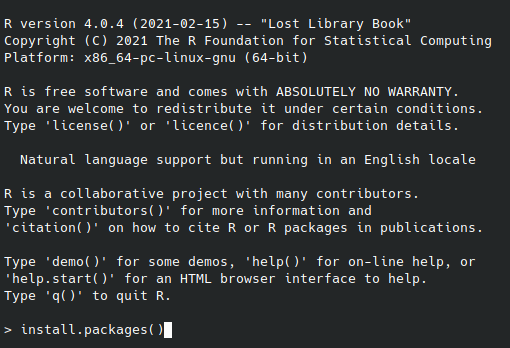 R version 4.0.4 (2021-02-15) -- "Lost Library Book"
Copyright (C) 2021 The R Foundation for Statistical Computing
Platform: x86_64-pc-linux-gnu (64-bit)
R is free software and comes with ABSOLUTELY NO WARRANTY.
You are welcome to redistribute it under certain conditions.
Type 'license()' or 'licence()' for distribution details.
Natural language support but running in an English locale
R is a collaborative project with many contributors.
Type 'contributors()' for more information and
'citation()' on how to cite R or R packages in publications.
Type 'demo()' for some demos, 'help()' for on-line help, or
'help.start()' for an HTML browser interface to help.
Type 'q()' to quit R.
> install.packages()